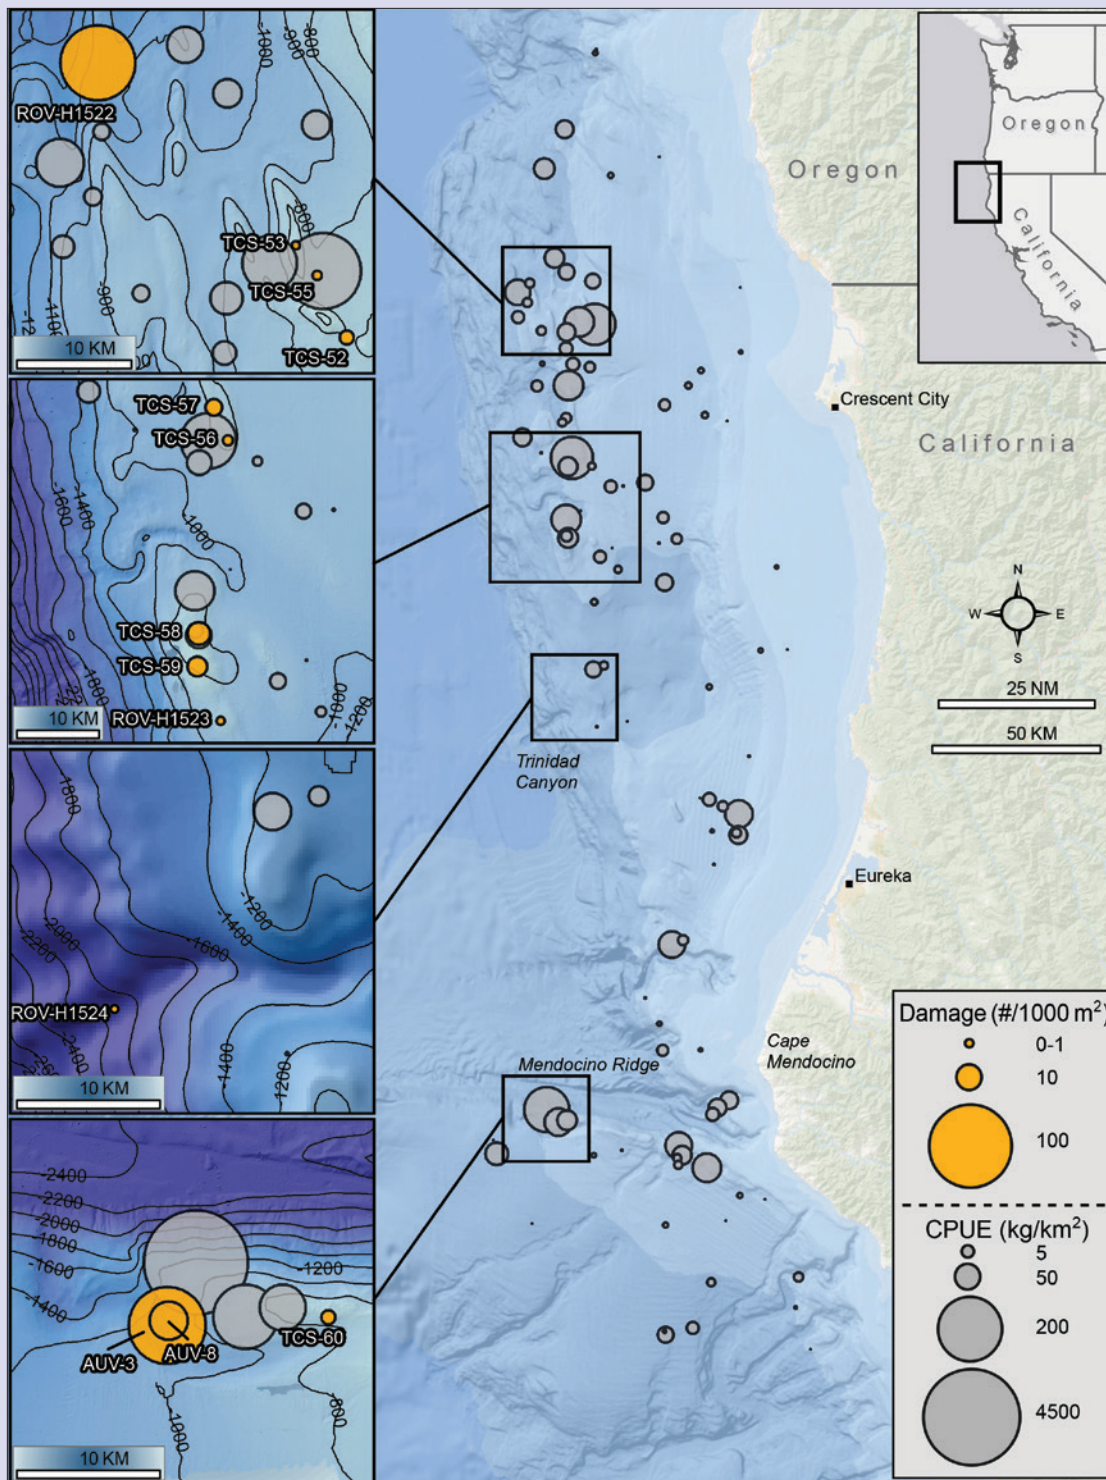 -1000
-900
-800
ROV-H1522
-800
TCS-53
TCS-55
TCS-52
-900
-1100
10 KM
TCS-57
TCS-56
-1600
-1400
-1000
TCS-58
TCS-59
-1800
ROV-H1523
-1000
-1200
10 KM
-1800
-1200
-1400
-1600
-2000
-2200
ROV-H1524
-2400
-1400
-1200
10 KM
-2400
-2200
-2000
-1800
-1600
-1200
-1400
TCS-60
AUV-8
AUV-3
-1000
-800
10 KM
Oregon
Crescent City
California
Trinidad
Canyon
Eureka
Cape
Mendocino
Mendocino Ridge
Oregon
California
N
W
E
S
25 NM
50 KM
Damage (#/1000 m²)
0-1
10
100
CPUE (kg/km²)
5
50
200
4500